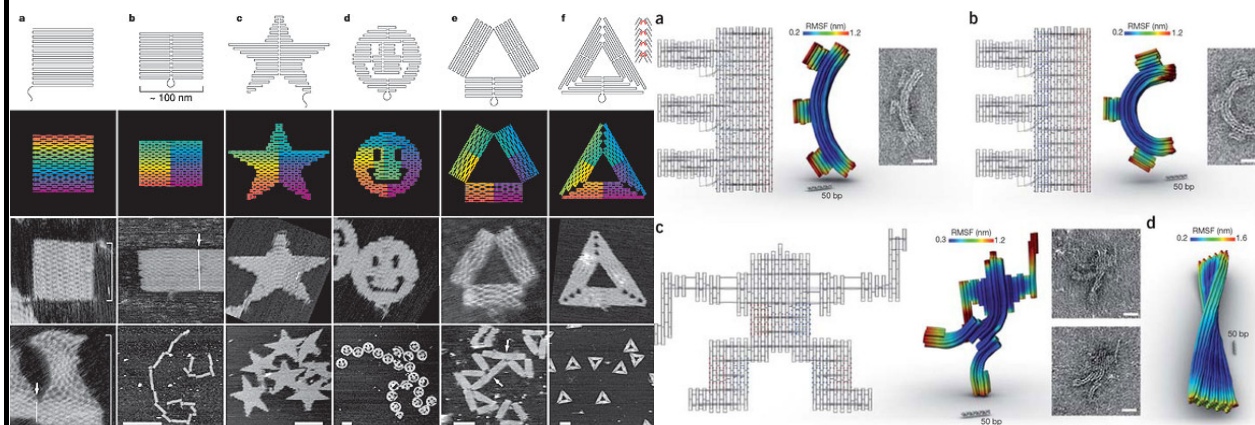 a b c d e f
~ 100 nm
a
RMSF (nm)
0.2 1.2
50 bp
b
RMSF (nm)
0.2 1.2
50 bp
c
RMSF (nm)
0.3 1.2
50 bp
d
RMSF (nm)
0.2 1.6
50 bp